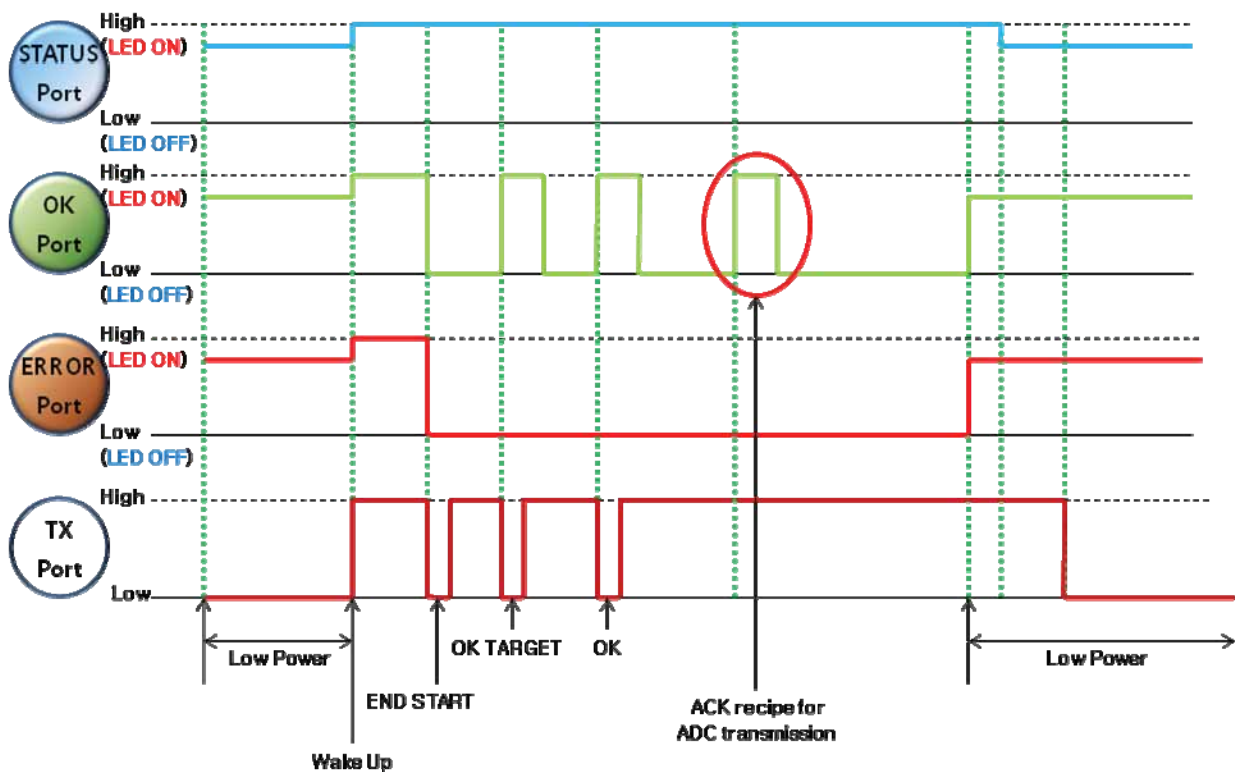 High
STATUS
Port
(LED ON)
Low
(LED OFF)
High
OK
Port
(LED ON)
Low
(LED OFF)
High
ERROR
Port
(LED ON)
Low
(LED OFF)
High
TX
Port
Low
Low Power
OK TARGET
OK
Low Power
END START
ACK recipe for
ADC transmission
Wake Up